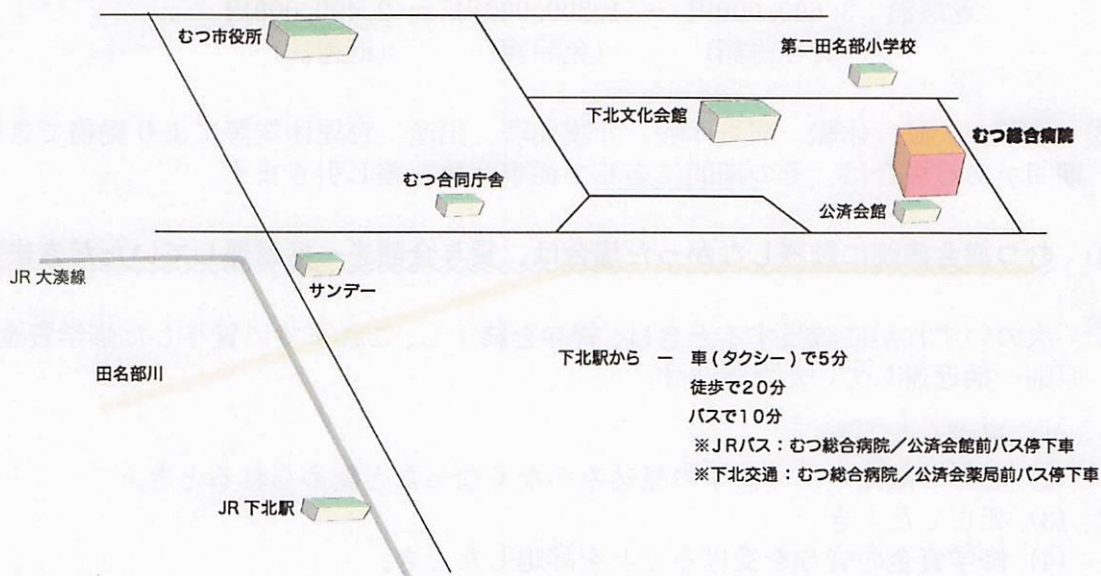 むつ市役所
第二田名部小学校
下北文化会館
むつ総合病院
むつ合同庁舎
公済会館
JR 大湊線
サンデー
田名部川
下北駅から － 車(タクシー)で5分
徒歩で20分
バスで10分
※JRバス：むつ総合病院／公済会館前バス停下車
※下北交通：むつ総合病院／公済会薬局前バス停下車
JR 下北駅